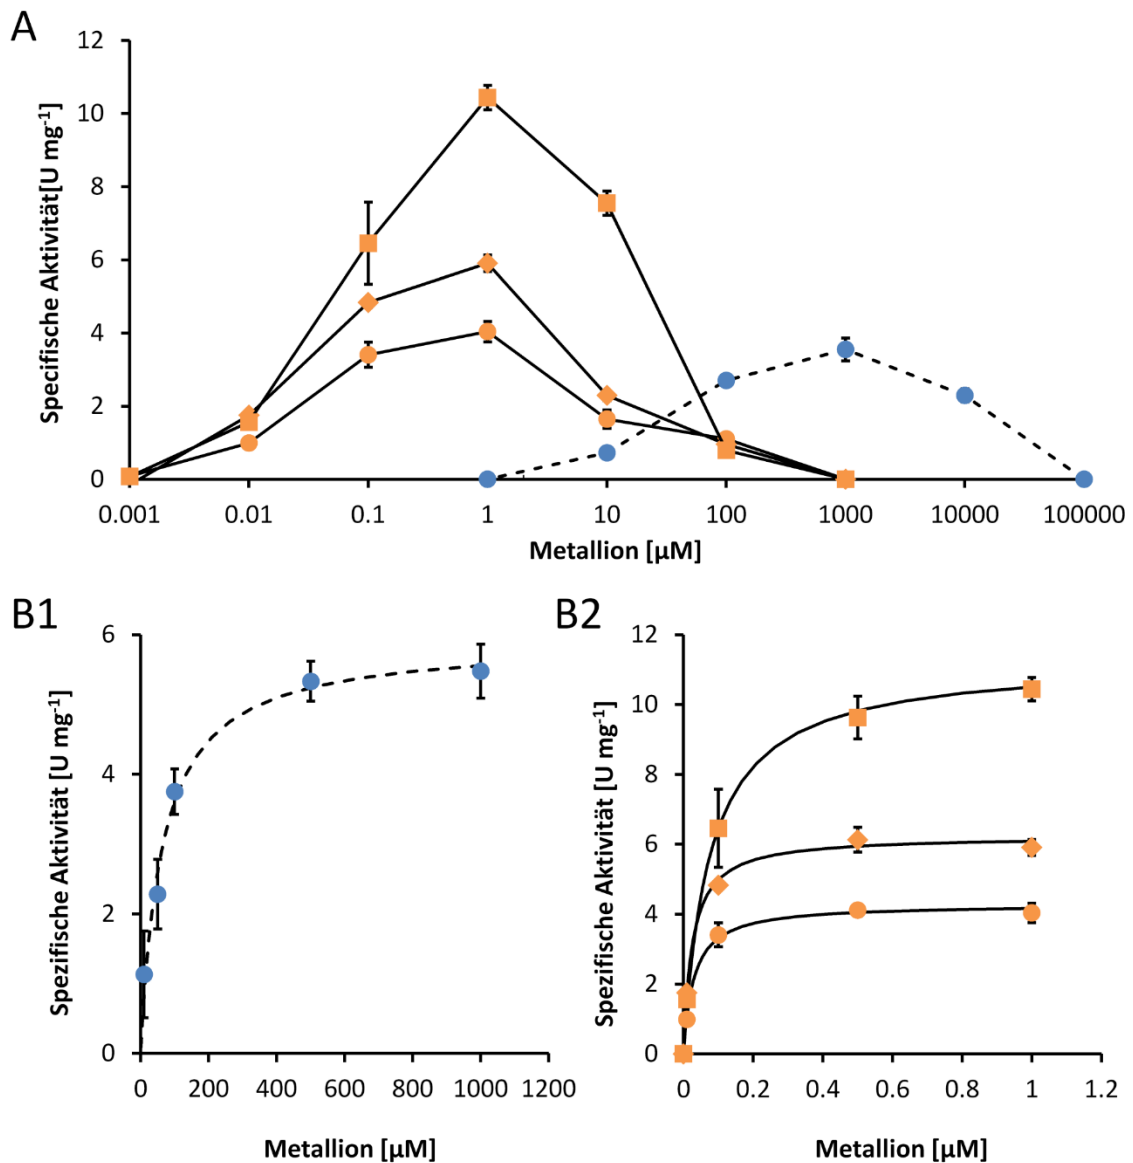 A
Specifische Aktivität[U mg⁻¹]
12
10
8
6
4
2
0
0.001 0.01 0.1 1 10 100 1000 10000 100000
Metallion [µM]
B1
Spezifische Aktivität [U mg⁻¹]
6
4
2
0
0 200 400 600 800 1000 1200
Metallion [µM]
B2
Spezifische Aktivität [U mg⁻¹]
12
10
8
6
4
2
0
0 0.2 0.4 0.6 0.8 1 1.2
Metallion [µM]